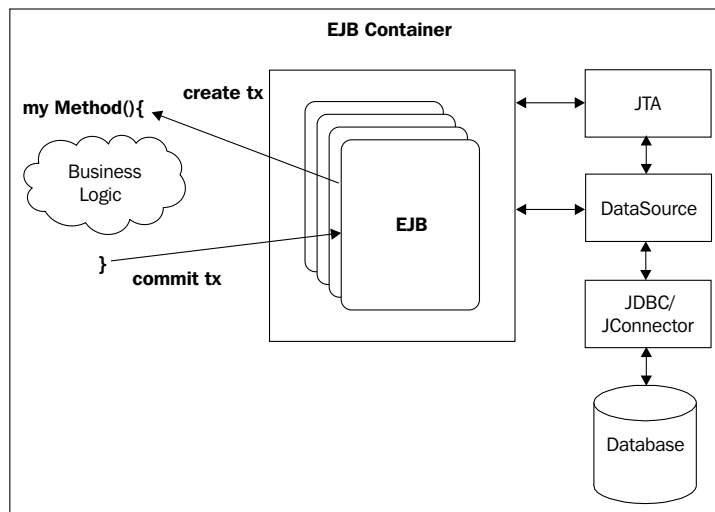 EJB Container
create tx
my Method(){
Business
Logic
}
commit tx
EJB
JTA
DataSource
JDBC/
JConnector
Database